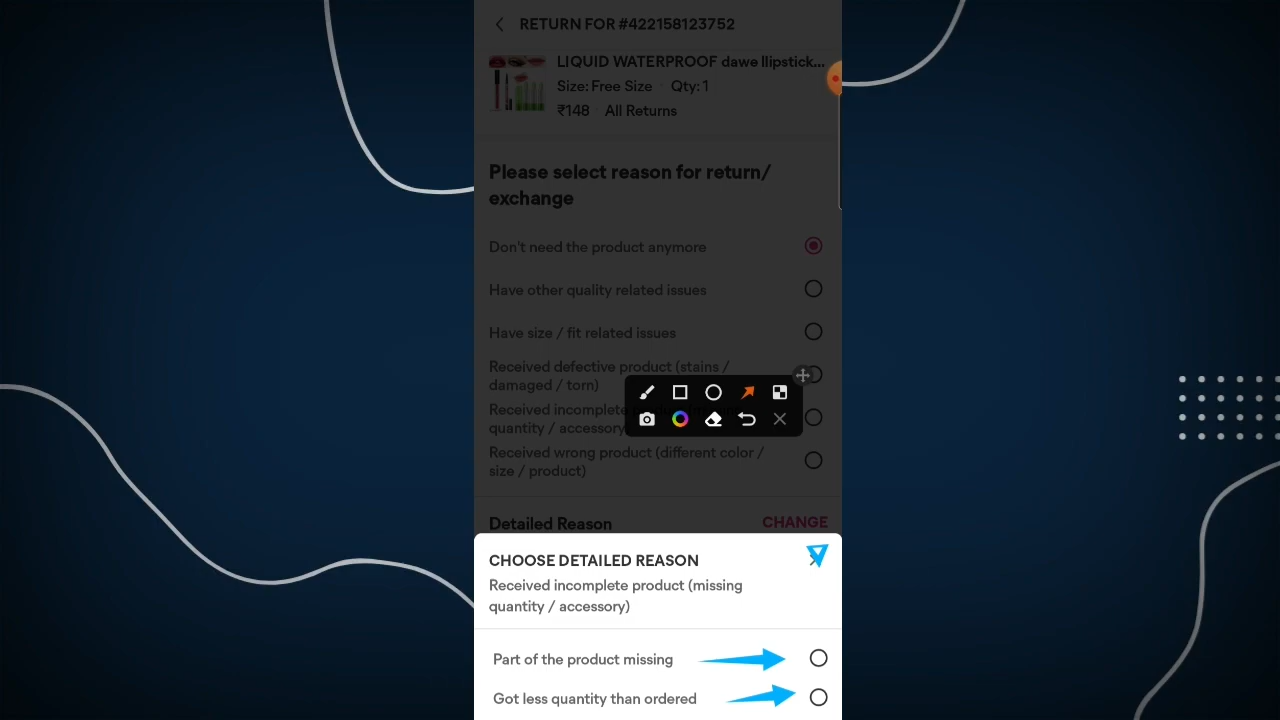 RETURN FOR #422158123752
LIQUID WATERPROOF dawe llipstick...
Size: Free Size · Qty: 1
₹148 · All Returns
Please select reason for return/
exchange
Don't need the product anymore
Have other quality related issues
Have size / fit related issues
Received defective product (stains /
damaged / torn)
Received incomplete
quantity / accessory
Received wrong product (different color /
size / product)
Detailed Reason
CHANGE
CHOOSE DETAILED REASON
Received incomplete product (missing
quantity / accessory)
Part of the product missing
Got less quantity than ordered